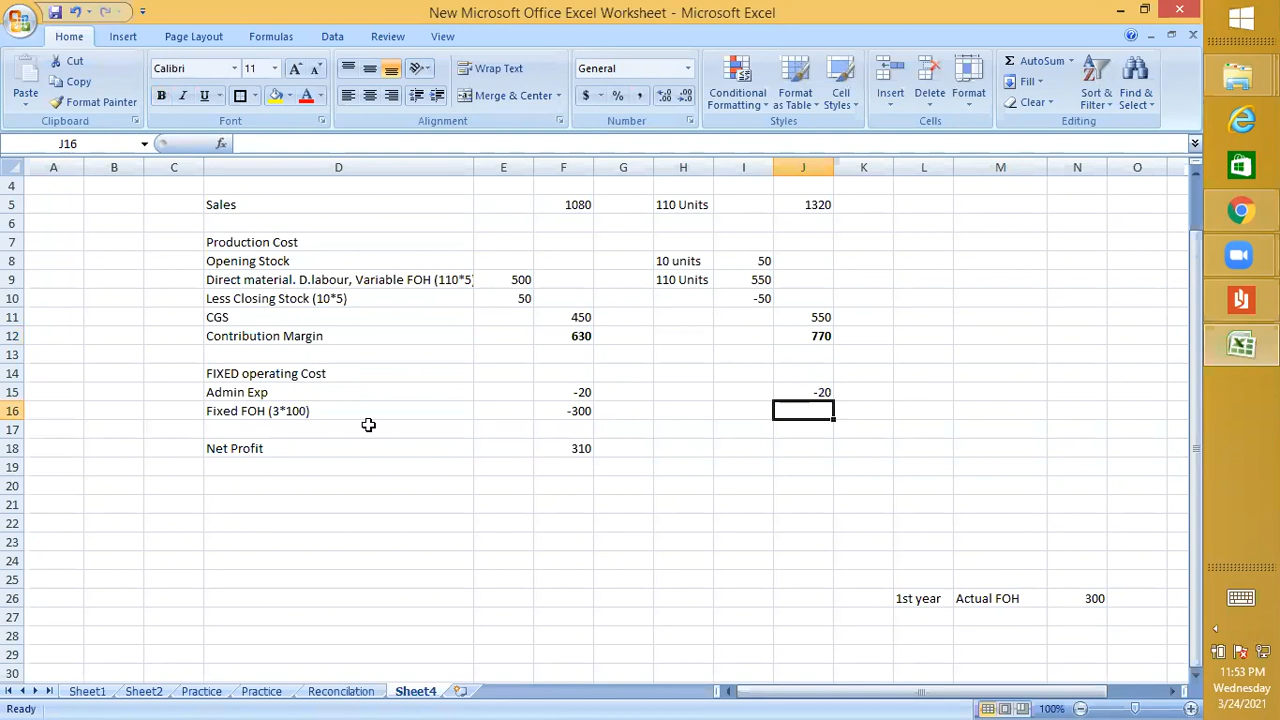 New Microsoft Office Excel Worksheet - Microsoft Excel
Home Insert Page Layout Formulas Data Review View
Paste Cut Copy Format Painter Clipboard
Calibri 11 A A B I U A Font
Wrap Text Merge & Center Alignment
General $ % , Number
Conditional Formatting Format as Table Cell Styles Styles
Insert Delete Format Cells
Σ AutoSum Fill Clear Sort & Filter Find & Select Editing
J16 fx
A B C D E F G H I J K L M N O
4
5 Sales 1080 110 Units 1320
6
7 Production Cost
8 Opening Stock 10 units 50
9 Direct material. D.labour, Variable FOH (110*5) 500 110 Units 550
10 Less Closing Stock (10*5) 50 -50
11 CGS 450 550
12 Contribution Margin 630 770
13
14 FIXED operating Cost
15 Admin Exp -20 -20
16 Fixed FOH (3*100) -300
17
18 Net Profit 310
19
20
21
22
23
24
25
26 1st year Actual FOH 300
27
28
29
30
Sheet1 Sheet2 Practice Practice Reconcilation Sheet4
Ready 100%
11:53 PM
Wednesday
3/24/2021